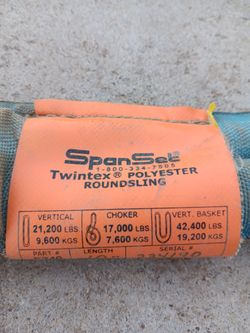 SpanSet
1-800-334-7505
Twintex® POLYESTER
ROUNDSLING
VERTICAL CHOKER VERT. BASKET
21,200 LBS 17,000 LBS 42,400 LBS
9,600 KGS 7,600 KGS 19,200 KGS
PART # LENGTH SERIAL #